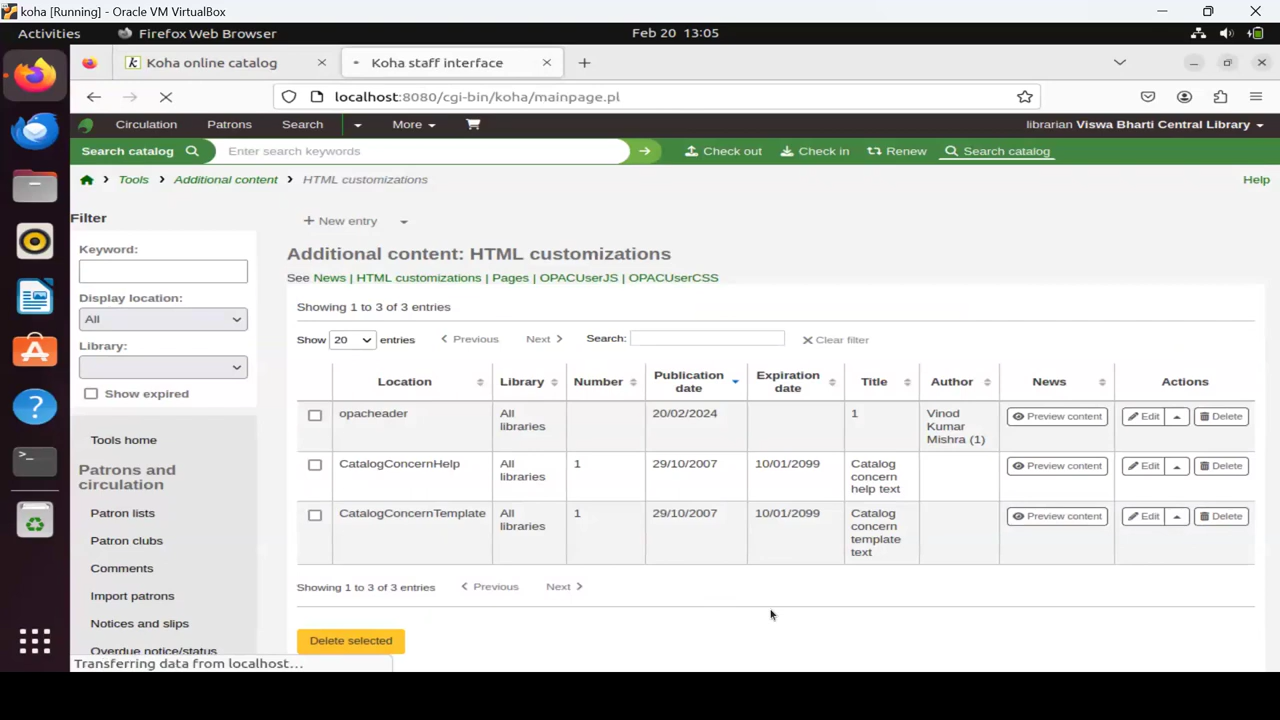 koha [Running] - Oracle VM VirtualBox
Activities Firefox Web Browser Feb 20 13:05
Koha online catalog Koha staff interface
localhost:8080/cgi-bin/koha/mainpage.pl
Circulation Patrons Search More librarian Viswa Bharti Central Library
Search catalog Enter search keywords Check out Check in Renew Search catalog
Tools Additional content HTML customizations Help
Filter
Keyword:
Display location:
All
Library:
Show expired
Tools home
Patrons and
circulation
Patron lists
Patron clubs
Comments
Import patrons
Notices and slips
Overdue notice/status
New entry
Additional content: HTML customizations
See News | HTML customizations | Pages | OPACUserJS | OPACUserCSS
Showing 1 to 3 of 3 entries
Show 20 entries Previous Next Search: Clear filter
Location Library Number Publication date Expiration date Title Author News Actions
opacheader All libraries 20/02/2024 1 Vinod Kumar Mishra (1) Preview content Edit Delete
CatalogConcernHelp All libraries 1 29/10/2007 10/01/2099 Catalog concern help text Preview content Edit Delete
CatalogConcernTemplate All libraries 1 29/10/2007 10/01/2099 Catalog concern template text Preview content Edit Delete
Showing 1 to 3 of 3 entries Previous Next
Delete selected
Transferring data from localhost...